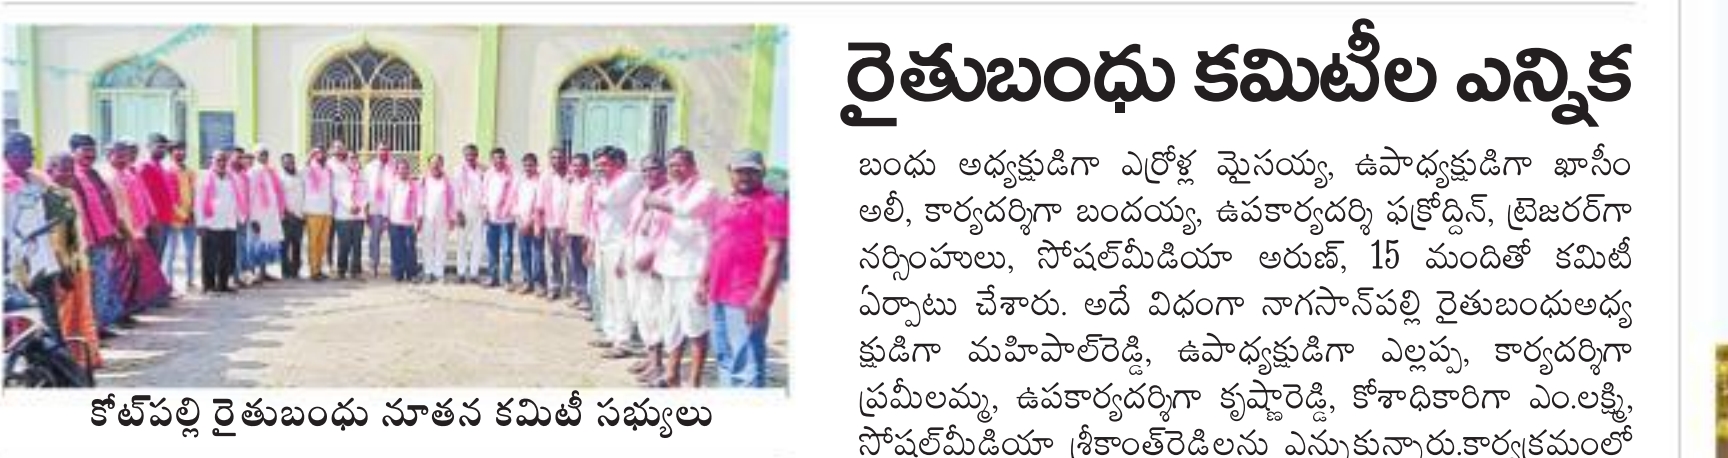 రైతుబంధు కమిటీల ఎన్నిక
బంధు అధ్యక్షుడిగా ఎర్రోళ్ల మైసయ్య, ఉపాధ్యక్షుడిగా ఖాసీం
అలీ, కార్యదర్శిగా బందయ్య, ఉపకార్యదర్శి ఫక్రోద్దిన్, ట్రెజరర్‌గా
నర్సింహులు, సోషల్‌మీడియా అరుణ్, 15 మందితో కమిటీ
ఏర్పాటు చేశారు. అదే విధంగా నాగసాన్‌పల్లి రైతుబంధుఅధ్య
క్షుడిగా మహిపాల్‌రెడ్డి, ఉపాధ్యక్షుడిగా ఎల్లప్ప, కార్యదర్శిగా
ప్రమీలమ్మ, ఉపకార్యదర్శిగా కృష్ణారెడ్డి, కోశాధికారిగా ఎం.లక్ష్మి,
సోషల్‌మీడియా శ్రీకాంత్‌రెడ్డిలను ఎన్నుకున్నారు.కార్యక్రమంలో
కోట్‌పల్లి రైతుబంధు నూతన కమిటీ సభ్యులు